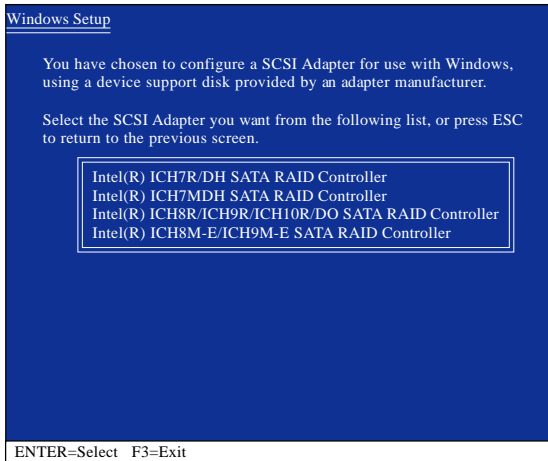 Windows Setup
You have chosen to configure a SCSI Adapter for use with Windows,
using a device support disk provided by an adapter manufacturer.
Select the SCSI Adapter you want from the following list, or press ESC
to return to the previous screen.
Intel(R) ICH7R/DH SATA RAID Controller
Intel(R) ICH7MDH SATA RAID Controller
Intel(R) ICH8R/ICH9R/ICH10R/DO SATA RAID Controller
Intel(R) ICH8M-E/ICH9M-E SATA RAID Controller
ENTER=Select F3=Exit